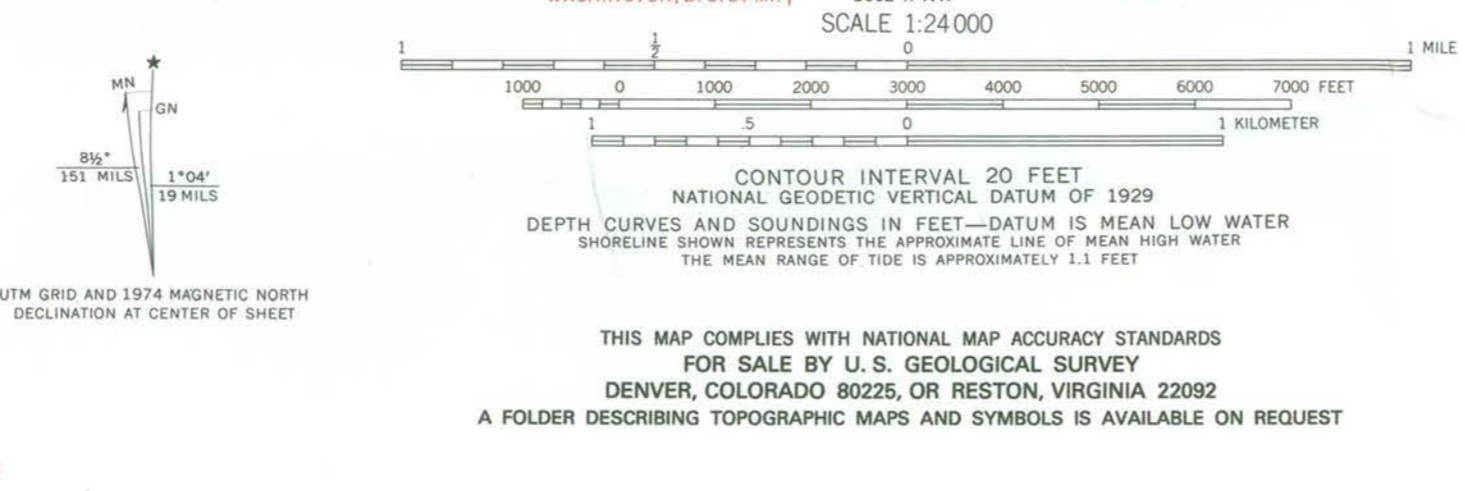 SCALE 1:24 000
1 ½ 0 1 MILE
1000 0 1000 2000 3000 4000 5000 6000 7000 FEET
1 .5 0 1 KILOMETER
CONTOUR INTERVAL 20 FEET
NATIONAL GEODETIC VERTICAL DATUM OF 1929
DEPTH CURVES AND SOUNDINGS IN FEET—DATUM IS MEAN LOW WATER
SHORELINE SHOWN REPRESENTS THE APPROXIMATE LINE OF MEAN HIGH WATER
THE MEAN RANGE OF TIDE IS APPROXIMATELY 1.1 FEET
MN
GN
8½°
151 MILS
1°04′
19 MILS
UTM GRID AND 1974 MAGNETIC NORTH
DECLINATION AT CENTER OF SHEET
THIS MAP COMPLIES WITH NATIONAL MAP ACCURACY STANDARDS
FOR SALE BY U. S. GEOLOGICAL SURVEY
DENVER, COLORADO 80225, OR RESTON, VIRGINIA 22092
A FOLDER DESCRIBING TOPOGRAPHIC MAPS AND SYMBOLS IS AVAILABLE ON REQUEST